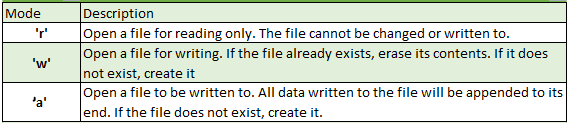 Mode Description
'r' Open a file for reading only. The file cannot be changed or written to.
Open a file for writing. If the file already exists, erase its contents. If it does
'w' not exist, create it
Open a file to be written to. All data written to the file will be appended to its
‘a' end. If the file does not exist, create it.